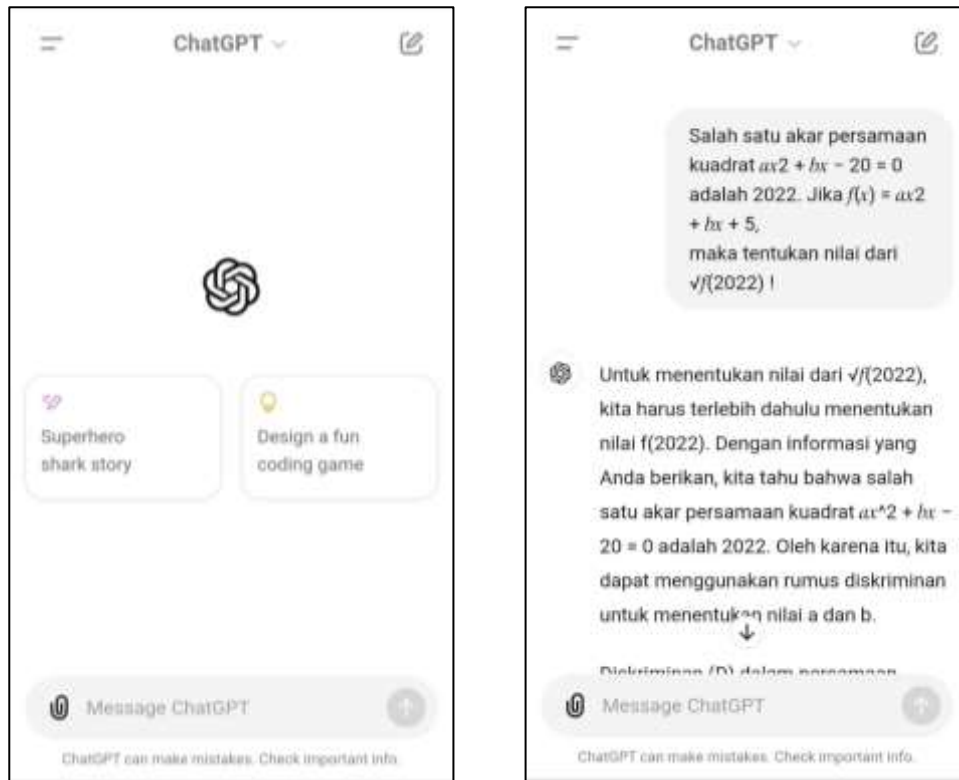 ChatGPT
Superhero
shark story
Design a fun
coding game
Message ChatGPT
ChatGPT can make mistakes. Check important info.
ChatGPT
Salah satu akar persamaan
kuadrat ax2 + bx − 20 = 0
adalah 2022. Jika f(x) = ax2
+ bx + 5,
maka tentukan nilai dari
√f(2022) !
Untuk menentukan nilai dari √f(2022),
kita harus terlebih dahulu menentukan
nilai f(2022). Dengan informasi yang
Anda berikan, kita tahu bahwa salah
satu akar persamaan kuadrat ax^2 + bx −
20 = 0 adalah 2022. Oleh karena itu, kita
dapat menggunakan rumus diskriminan
untuk menentukan nilai a dan b.
Diskriminan (D) dalam persamaan
Message ChatGPT
ChatGPT can make mistakes. Check important info.